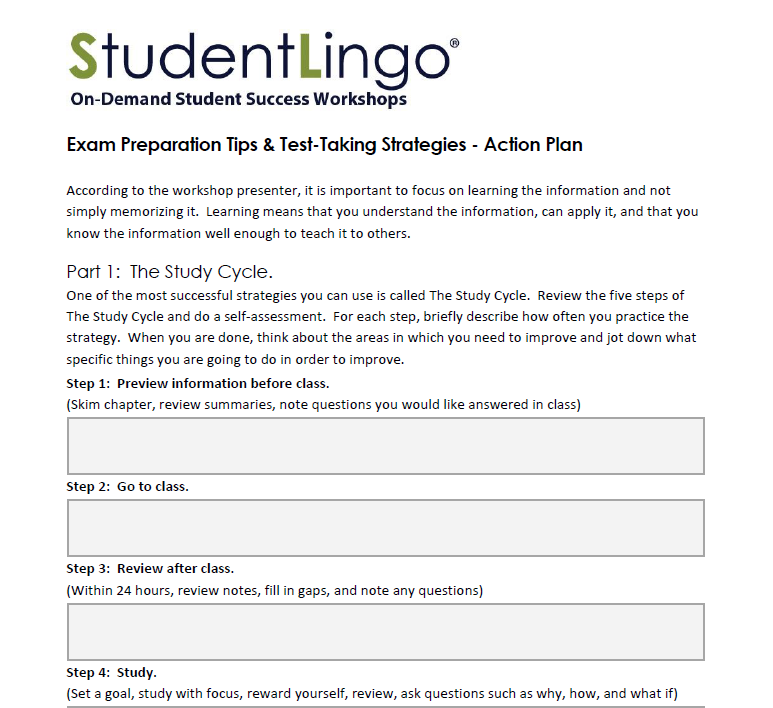 StudentLingo®
On-Demand Student Success Workshops
Exam Preparation Tips & Test-Taking Strategies - Action Plan
According to the workshop presenter, it is important to focus on learning the information and not
simply memorizing it.  Learning means that you understand the information, can apply it, and that you
know the information well enough to teach it to others.
Part 1:  The Study Cycle.
One of the most successful strategies you can use is called The Study Cycle.  Review the five steps of
The Study Cycle and do a self-assessment.  For each step, briefly describe how often you practice the
strategy.  When you are done, think about the areas in which you need to improve and jot down what
specific things you are going to do in order to improve.
Step 1:  Preview information before class.
(Skim chapter, review summaries, note questions you would like answered in class)
Step 2:  Go to class.
Step 3:  Review after class.
(Within 24 hours, review notes, fill in gaps, and note any questions)
Step 4:  Study.
(Set a goal, study with focus, reward yourself, review, ask questions such as why, how, and what if)